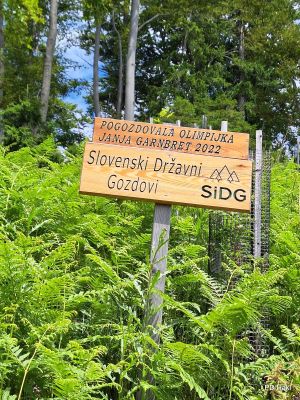 POGOZDOVALA OLIMPIJKA
JANJA GARNBRET 2022
Slovenski Državni
Gozdovi
SiDG